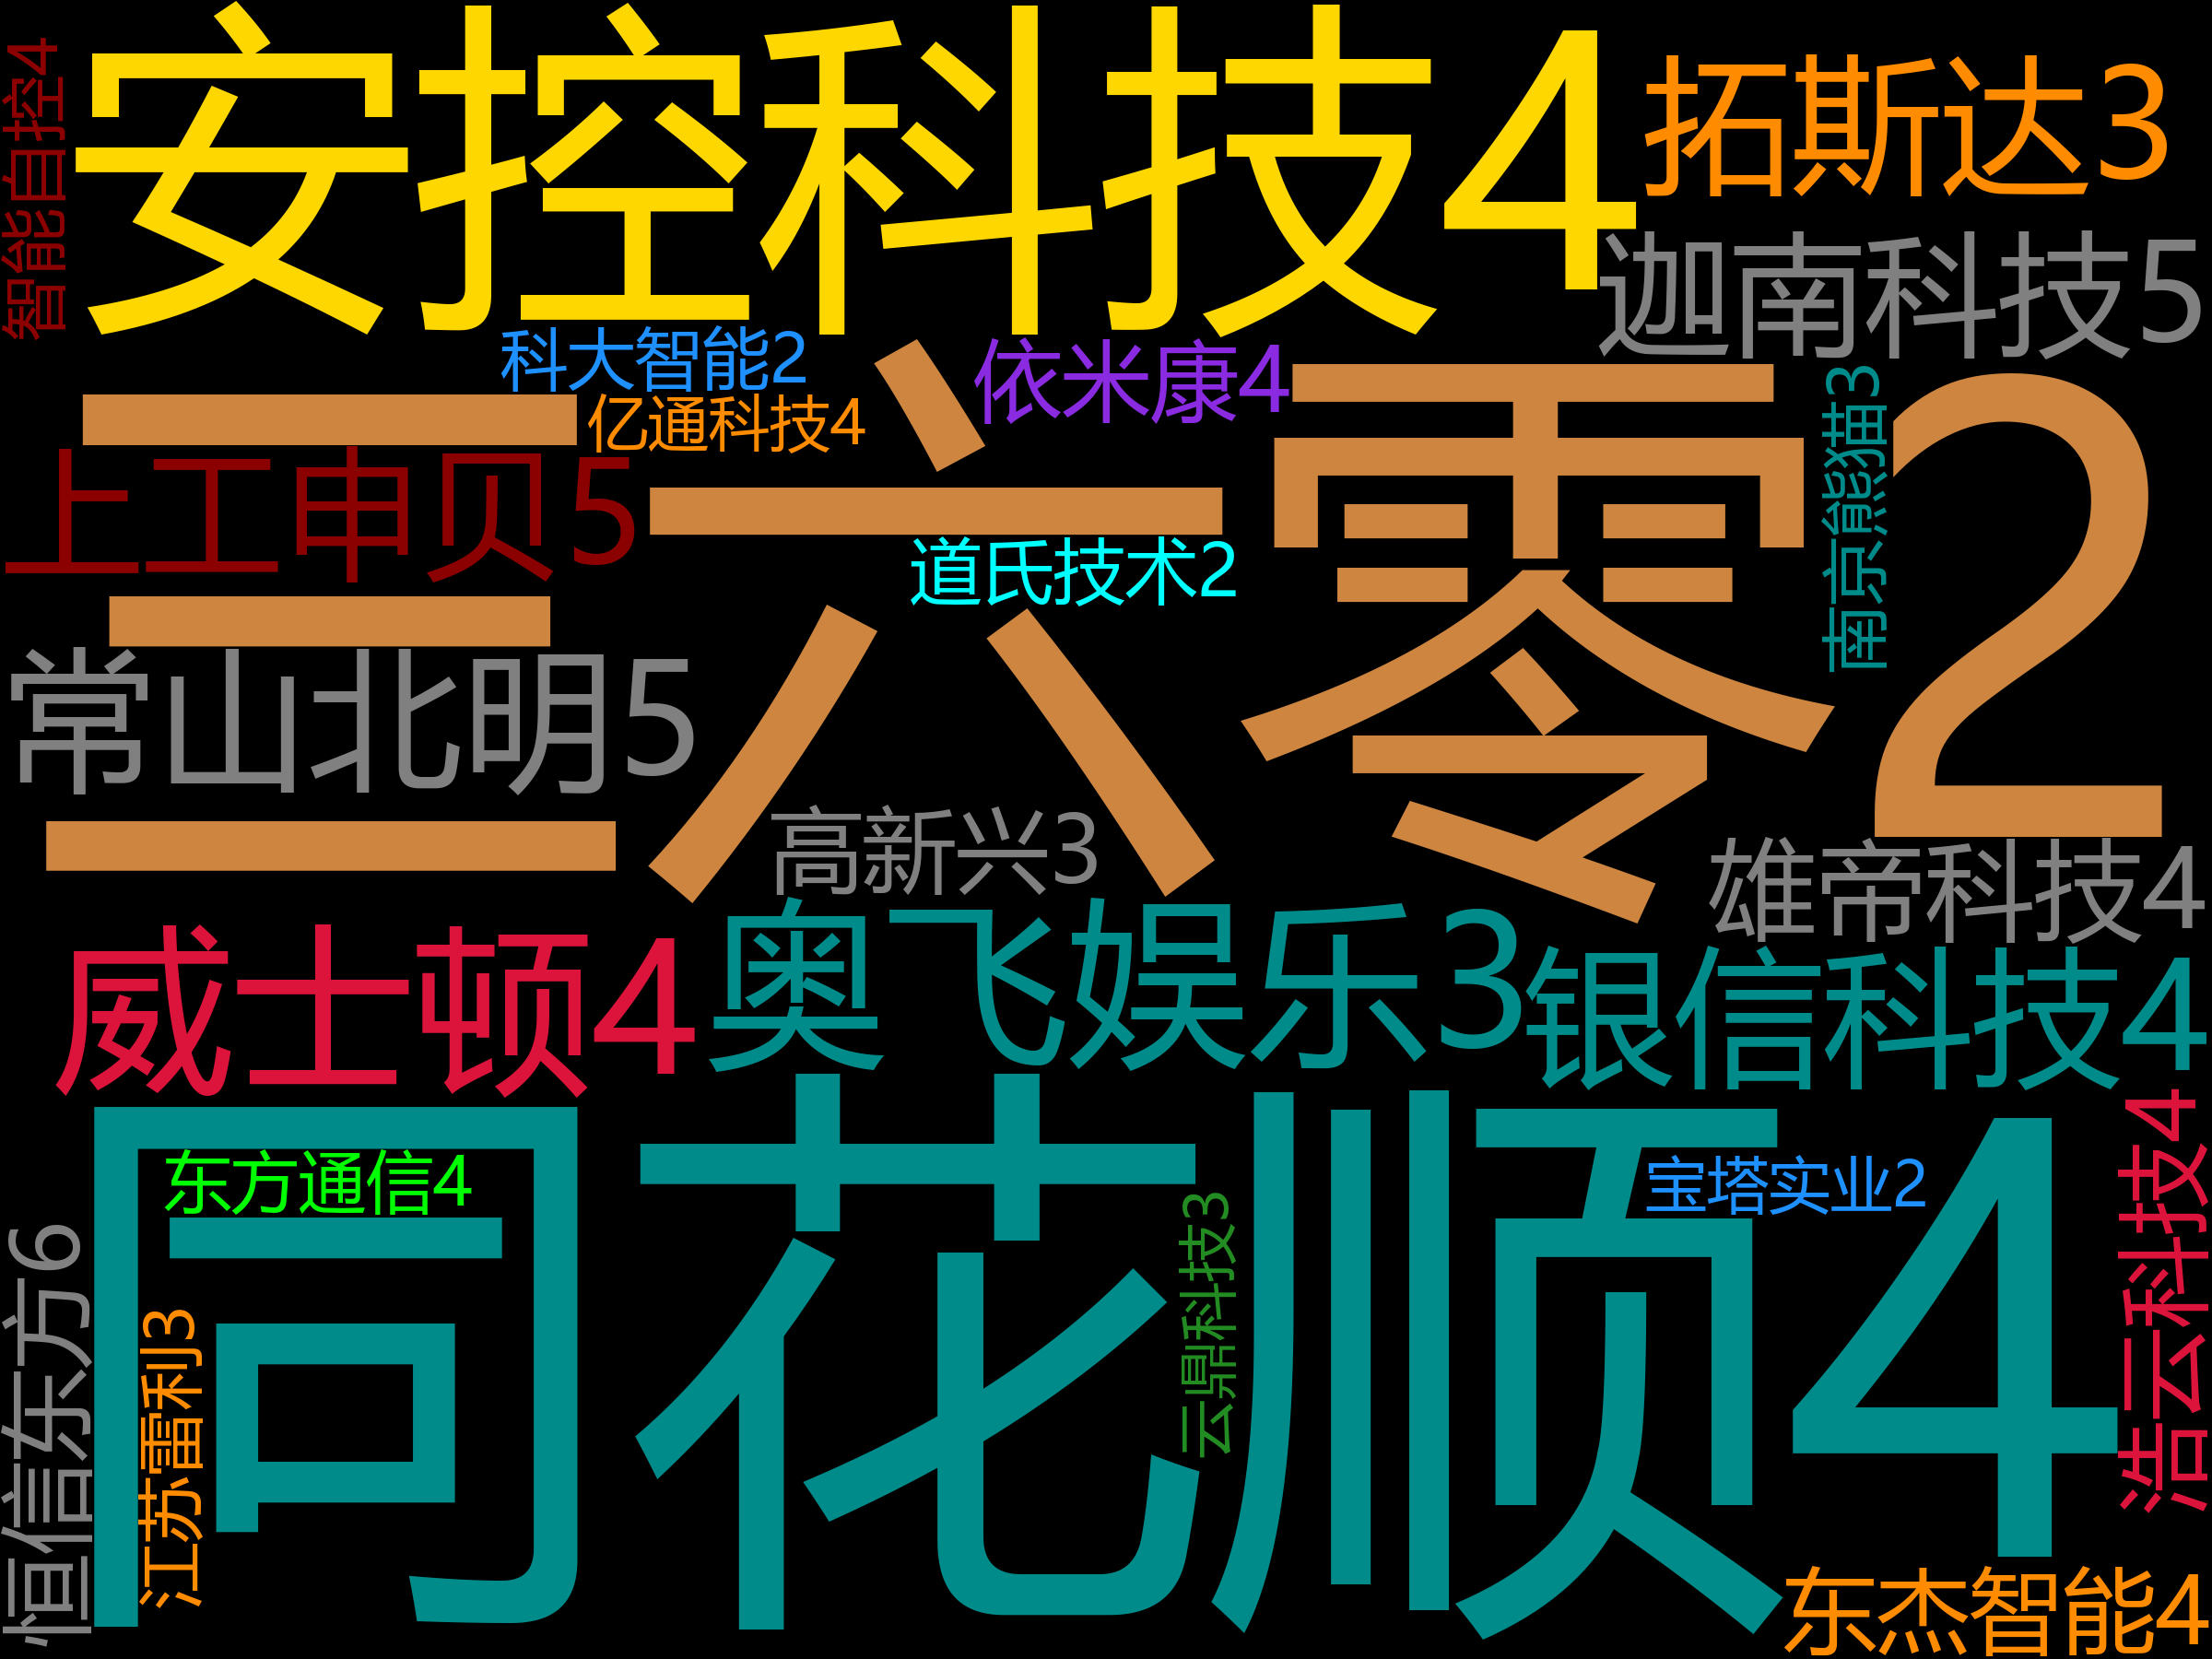 安控科技4
拓斯达3
智能自控4
迦南科技5
科大智能2
依米康4
亿通科技4
三六零2
南京熊猫3
上工申贝5
道氏技术2
常山北明5
高新兴3
雄帝科技4
威士顿4
奥飞娱乐3
银信科技4
同花顺4
东方通信4
宝塔实业2
浩云科技4
云鼎科技3
恒信东方6
江苏雷利3
东杰智能4